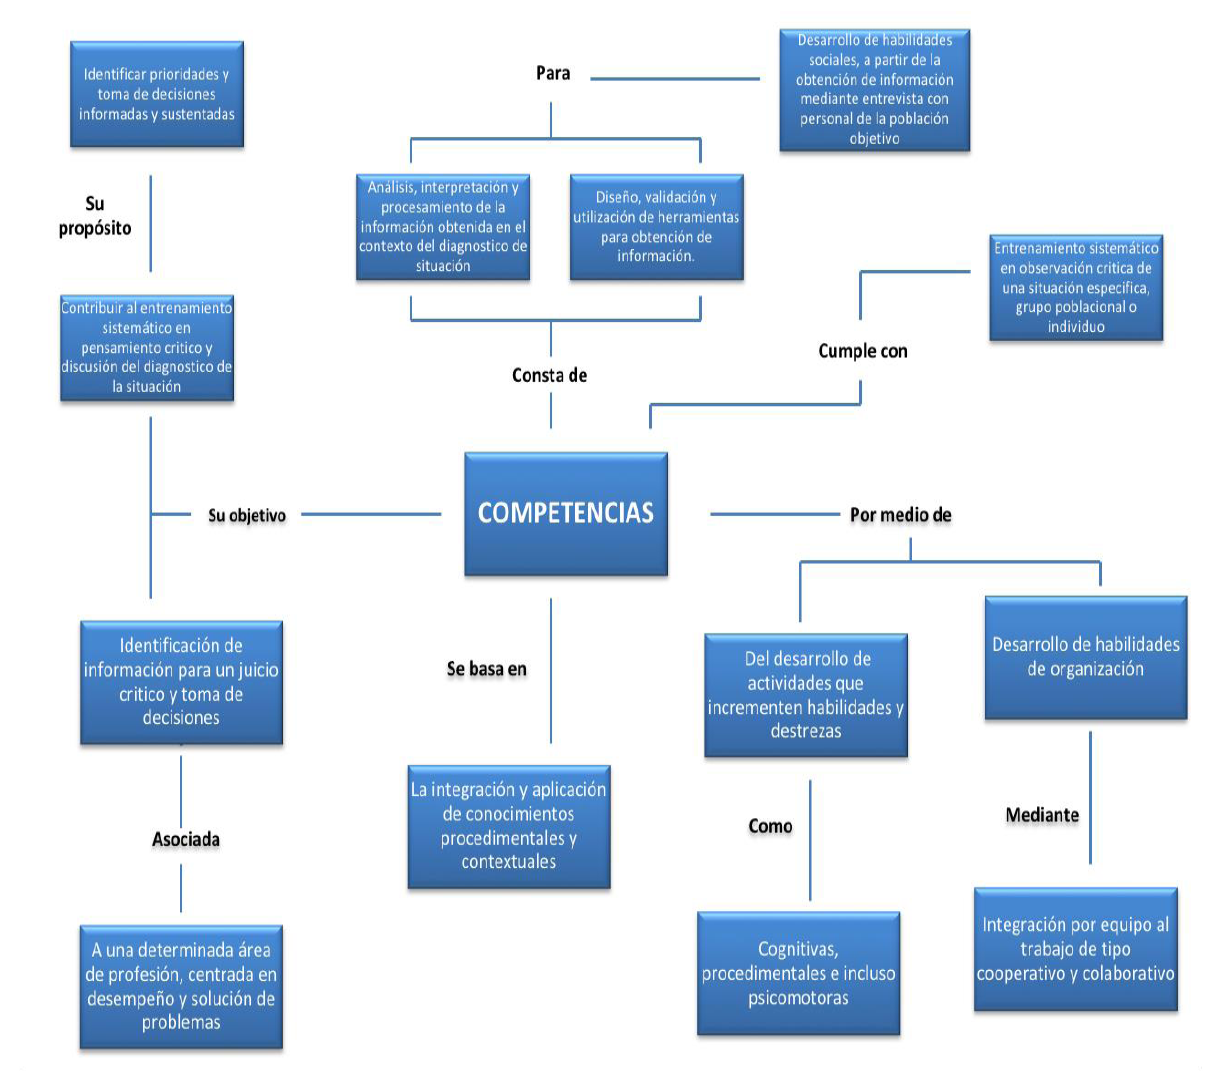 Identificar prioridades y
toma de decisiones
informadas y sustentadas
Para
Desarrollo de habilidades
sociales, a partir de la
obtención de información
mediante entrevista con
personal de la población
objetivo
Su
propósito
Análisis, interpretación y
procesamiento de la
información obtenida en el
contexto del diagnostico de
situación
Diseño, validación y
utilización de herramientas
para obtención de
información.
Entrenamiento sistemático
en observación critica de
una situación especifica,
grupo poblacional o
individuo
Contribuir al entrenamiento
sistemático en
pensamiento critico y
discusión del diagnostico de
la situación
Consta de
Cumple con
Su objetivo
COMPETENCIAS
Por medio de
Identificación de
información para un juicio
critico y toma de
decisiones
Se basa en
Del desarrollo de
actividades que
incrementen habilidades y
destrezas
Desarrollo de habilidades
de organización
Asociada
La integración y aplicación
de conocimientos
procedimentales y
contextuales
Como
Mediante
A una determinada área
de profesión, centrada en
desempeño y solución de
problemas
Cognitivas,
procedimentales e incluso
psicomotoras
Integración por equipo al
trabajo de tipo
cooperativo y colaborativo